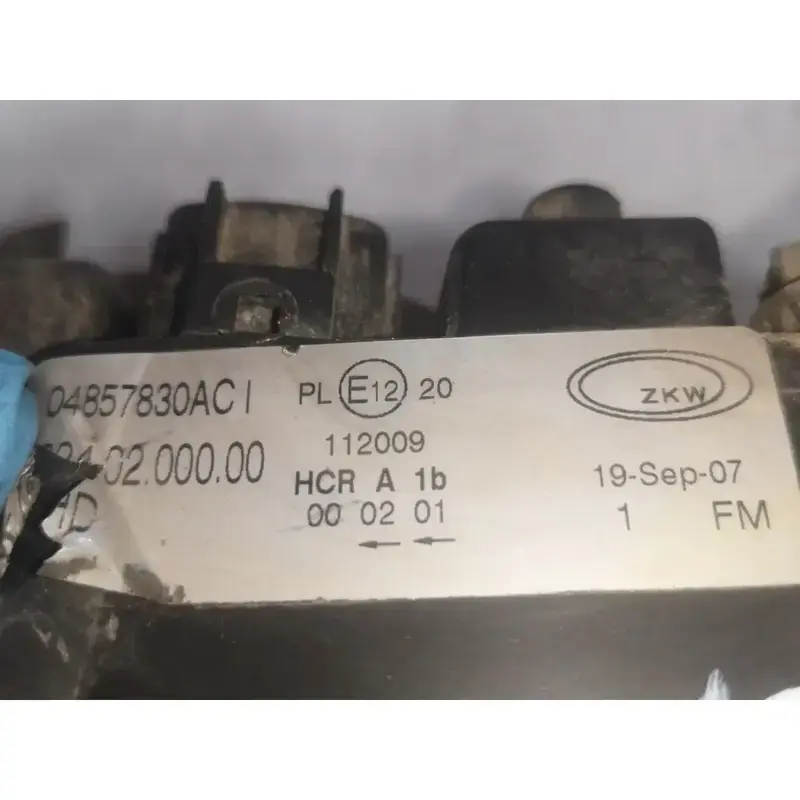 04857830AC I
02.000.00
HD
PL E12 20
112009
HCR A 1b
00 02 01
ZKW
19-Sep-07
1 FM